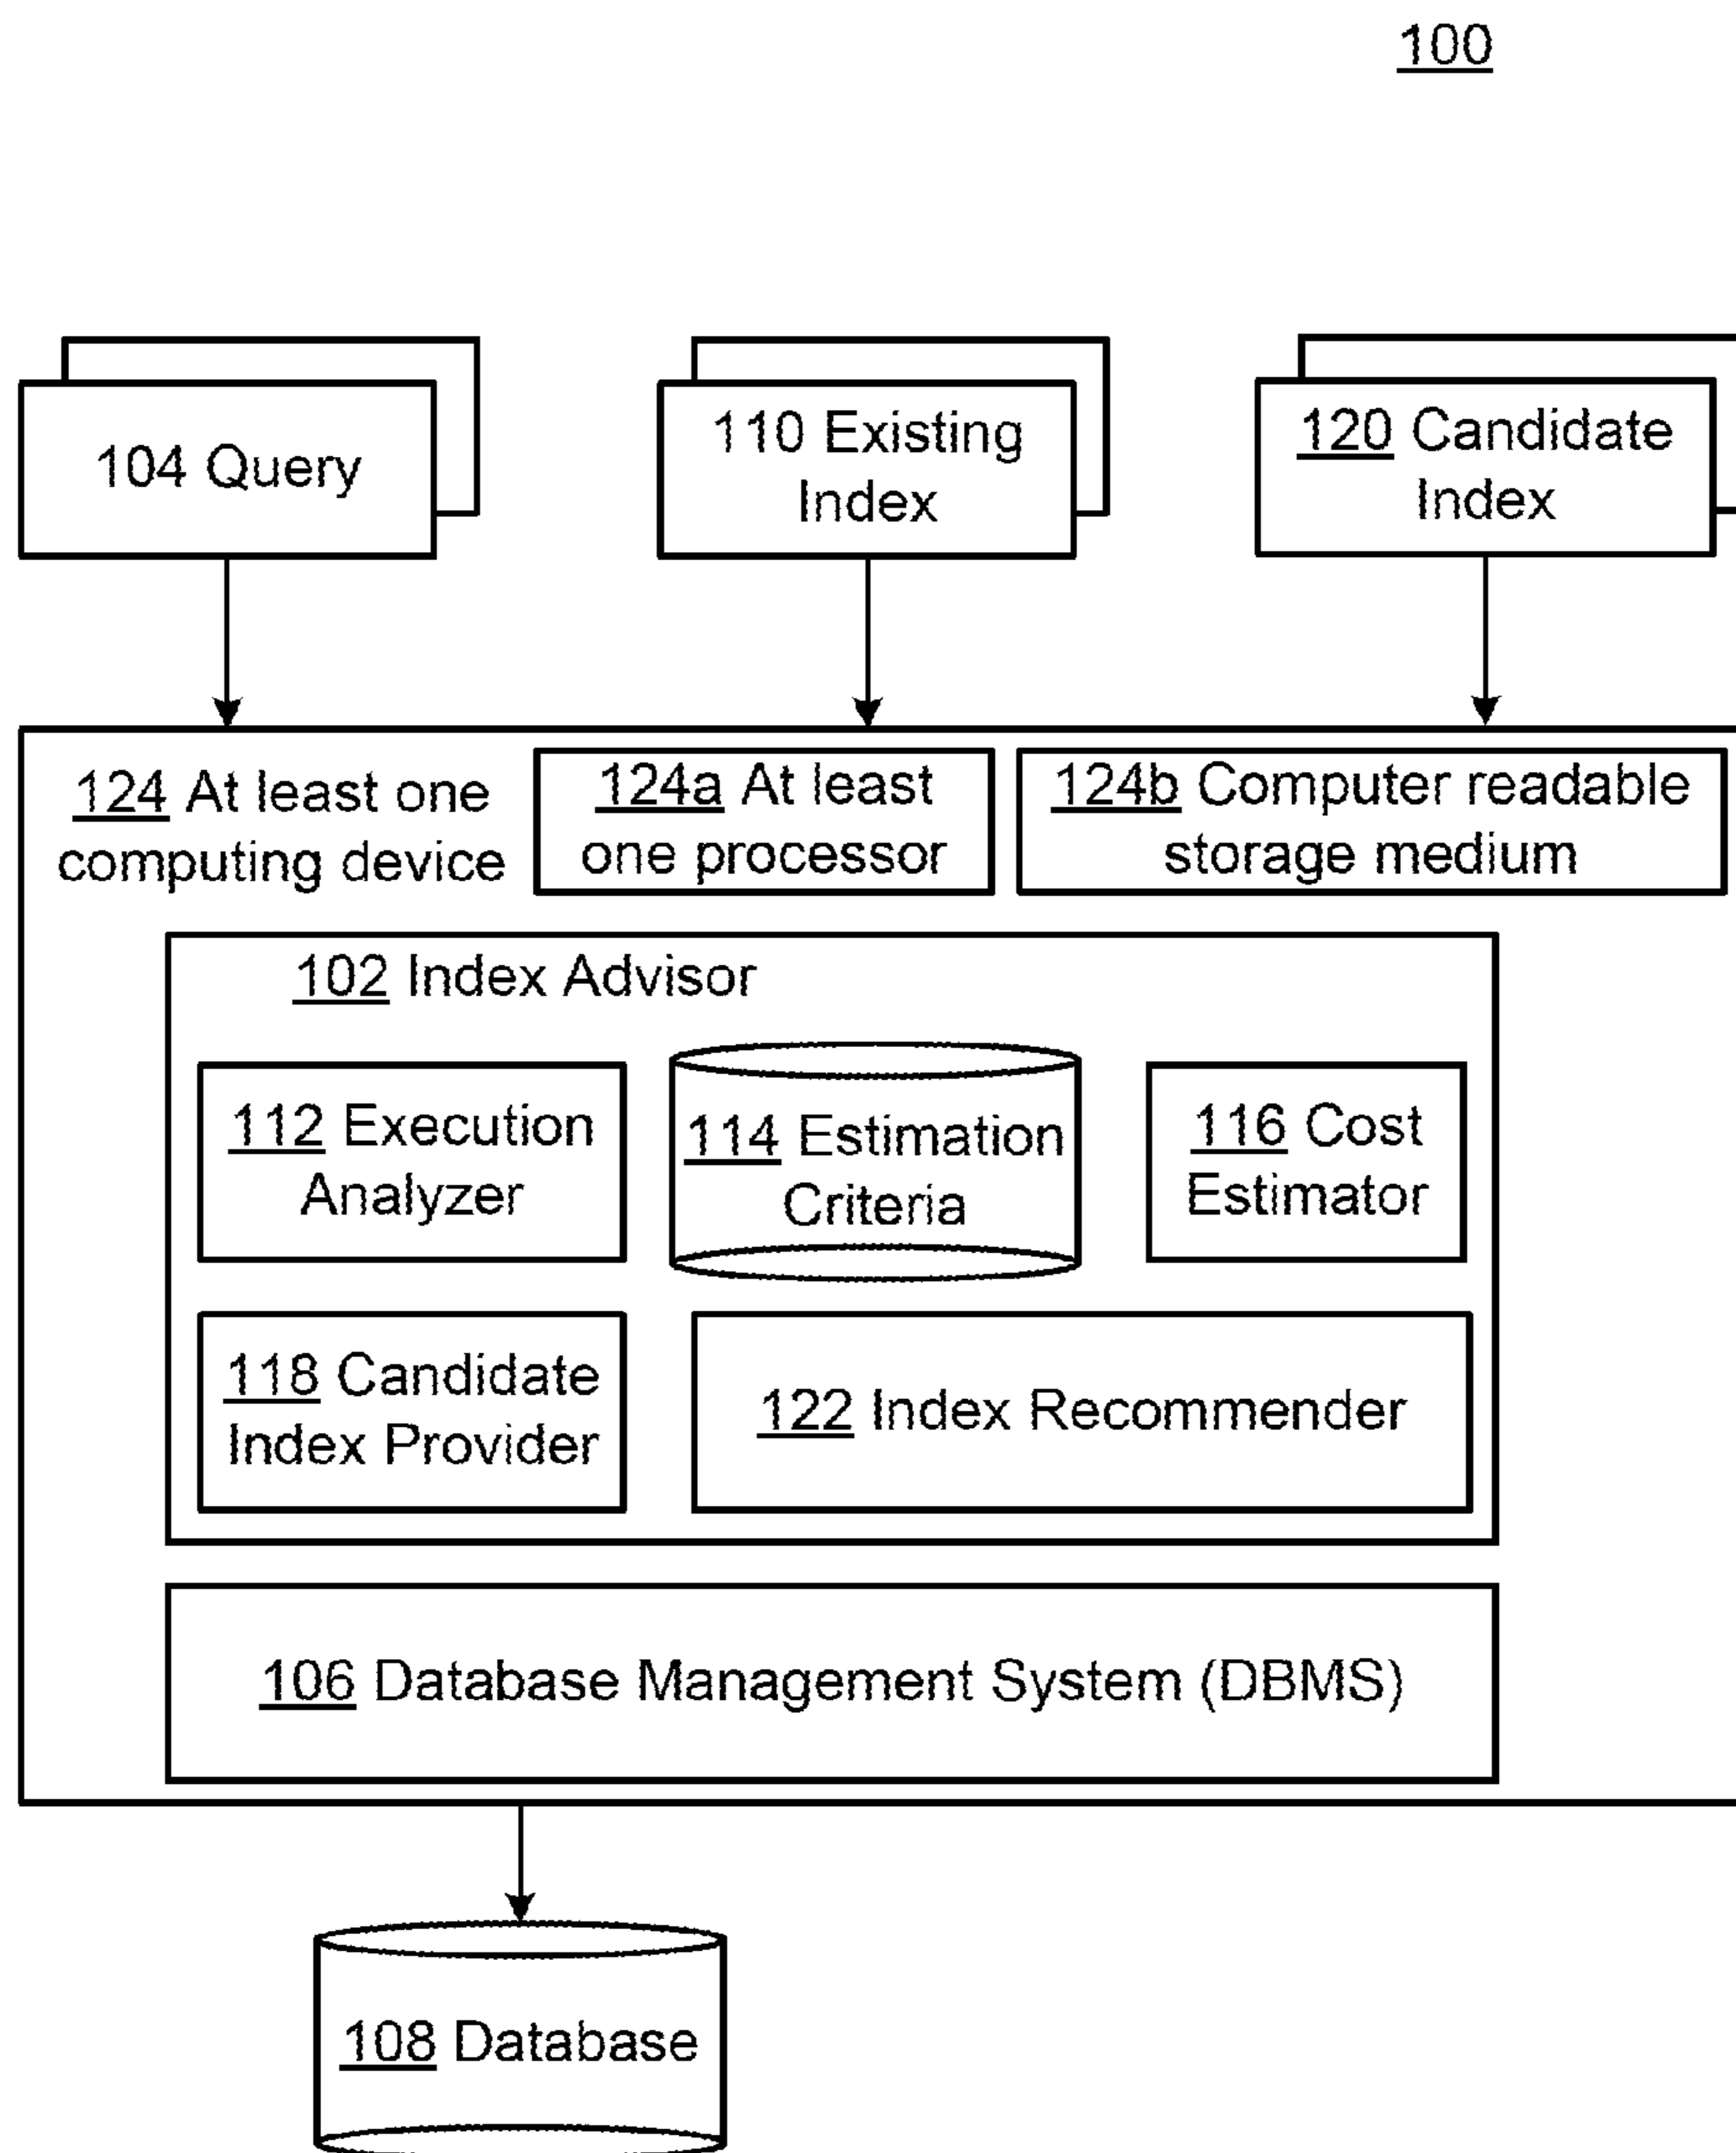 100
104 Query
110 Existing
Index
120 Candidate
Index
124 At least one
computing device
124a At least
one processor
124b Computer readable
storage medium
102 Index Advisor
112 Execution
Analyzer
114 Estimation
Criteria
116 Cost
Estimator
118 Candidate
Index Provider
122 Index Recommender
106 Database Management System (DBMS)
108 Database